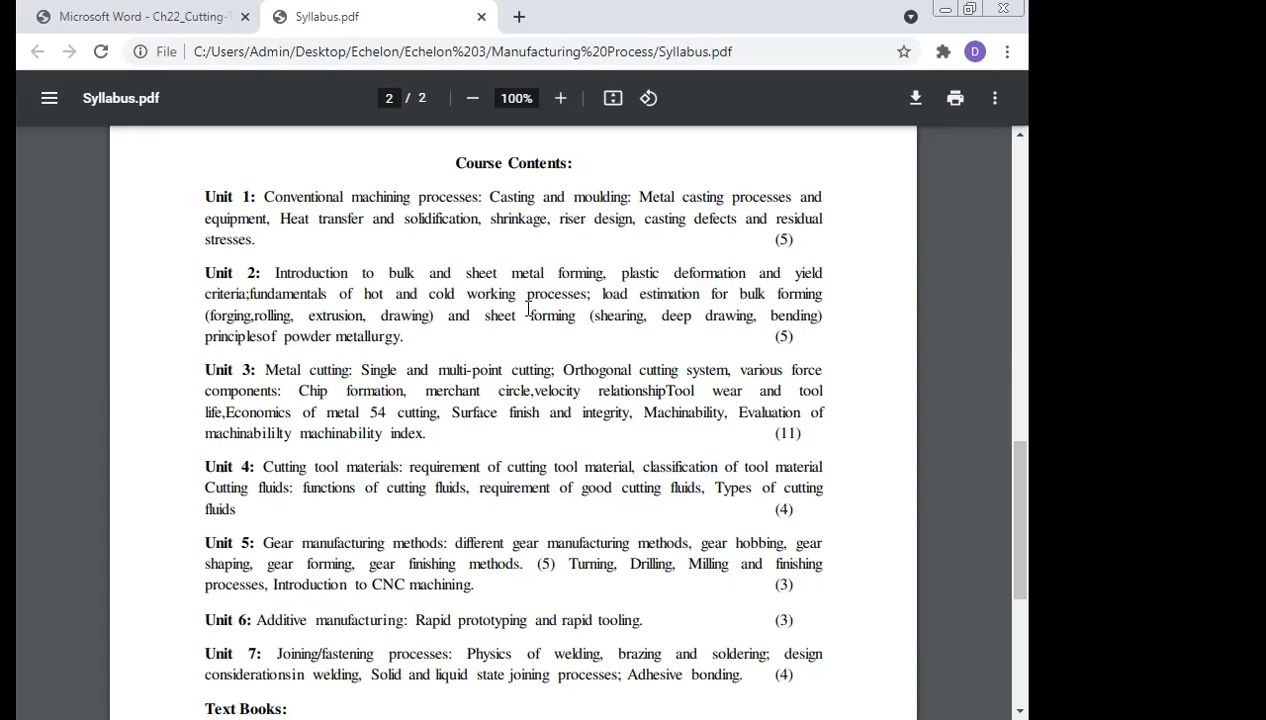 Microsoft Word - Ch22_Cutting-
Syllabus.pdf
File C:/Users/Admin/Desktop/Echelon/Echelon%203/Manufacturing%20Process/Syllabus.pdf
D
Syllabus.pdf
2 / 2
100%
Course Contents:
Unit 1: Conventional machining processes: Casting and moulding: Metal casting processes and
equipment, Heat transfer and solidification, shrinkage, riser design, casting defects and residual
stresses. (5)
Unit 2: Introduction to bulk and sheet metal forming, plastic deformation and yield
criteria;fundamentals of hot and cold working processes; load estimation for bulk forming
(forging,rolling, extrusion, drawing) and sheet forming (shearing, deep drawing, bending)
principlesof powder metallurgy. (5)
Unit 3: Metal cutting: Single and multi-point cutting; Orthogonal cutting system, various force
components: Chip formation, merchant circle,velocity relationshipTool wear and tool
life,Economics of metal 54 cutting, Surface finish and integrity, Machinability, Evaluation of
machinabililty machinability index. (11)
Unit 4: Cutting tool materials: requirement of cutting tool material, classification of tool material
Cutting fluids: functions of cutting fluids, requirement of good cutting fluids, Types of cutting
fluids (4)
Unit 5: Gear manufacturing methods: different gear manufacturing methods, gear hobbing, gear
shaping, gear forming, gear finishing methods. (5) Turning, Drilling, Milling and finishing
processes, Introduction to CNC machining. (3)
Unit 6: Additive manufacturing: Rapid prototyping and rapid tooling. (3)
Unit 7: Joining/fastening processes: Physics of welding, brazing and soldering; design
considerationsin welding, Solid and liquid state joining processes; Adhesive bonding. (4)
Text Books: